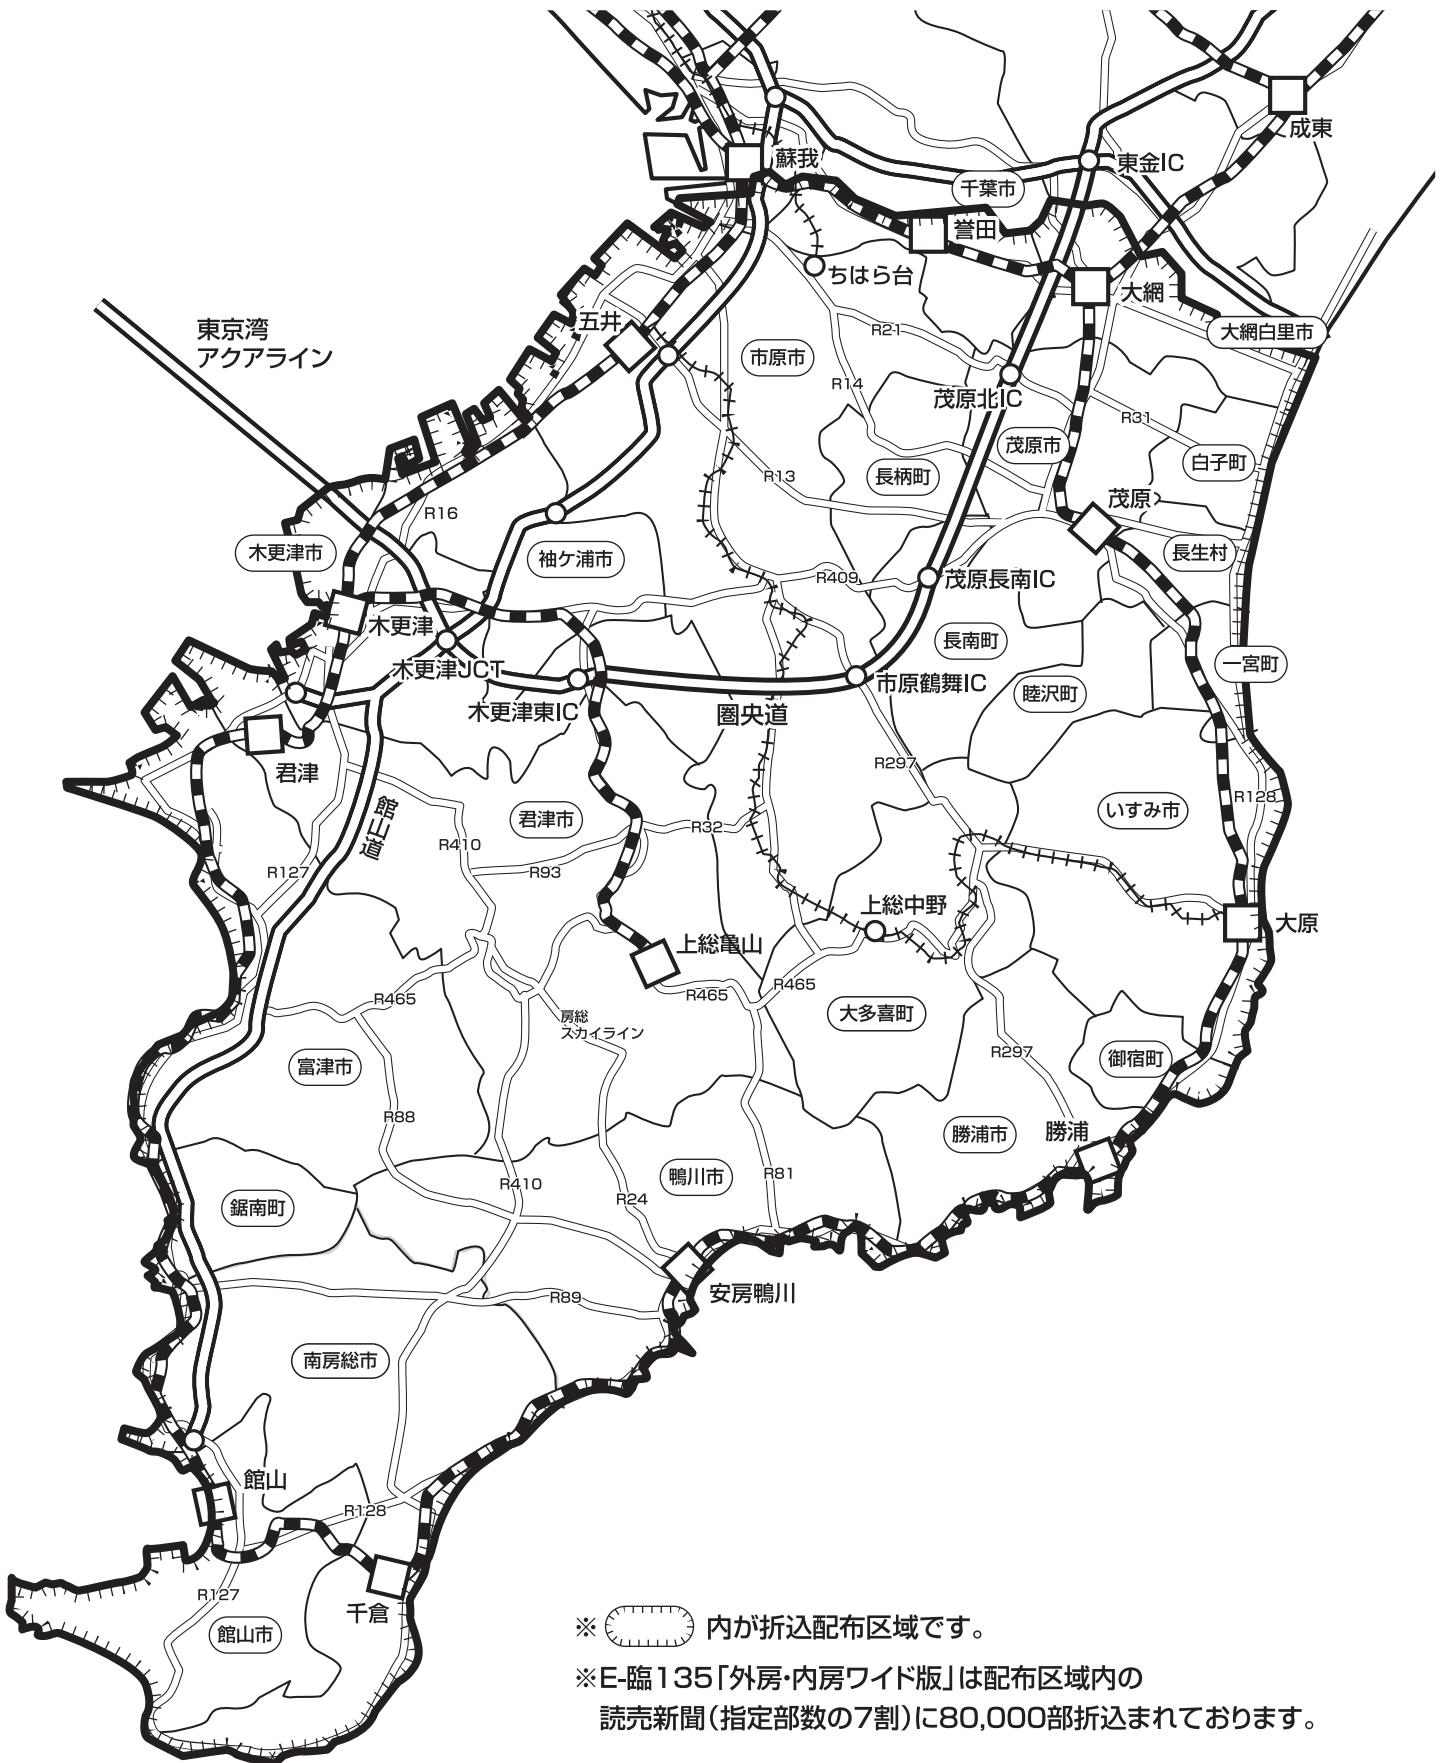 成東
蘇我
東金IC
千葉市
誉田
ちはら台
大網
東京湾
アクアライン
五井
R21
大網白里市
市原市
R14
茂原北IC
R31
茂原市
白子町
長柄町
R13
茂原
R16
木更津市
袖ケ浦市
長生村
R409
茂原長南IC
木更津
長南町
木更津JCT
一宮町
市原鶴舞IC
睦沢町
木更津東IC
圏央道
君津
R297
館山道
君津市
いすみ市
R128
R410
R32
R127
R93
上総中野
大原
上総亀山
R465
R465
R465
大多喜町
房総
スカイライン
富津市
R297
御宿町
R88
勝浦市
勝浦
R410
鴨川市
R81
鋸南町
R24
安房鴨川
R89
南房総市
館山
R128
R127
千倉
館山市
※ 内が折込配布区域です。
※E-臨135「外房・内房ワイド版」は配布区域内の
読売新聞(指定部数の7割)に80,000部折込まれております。